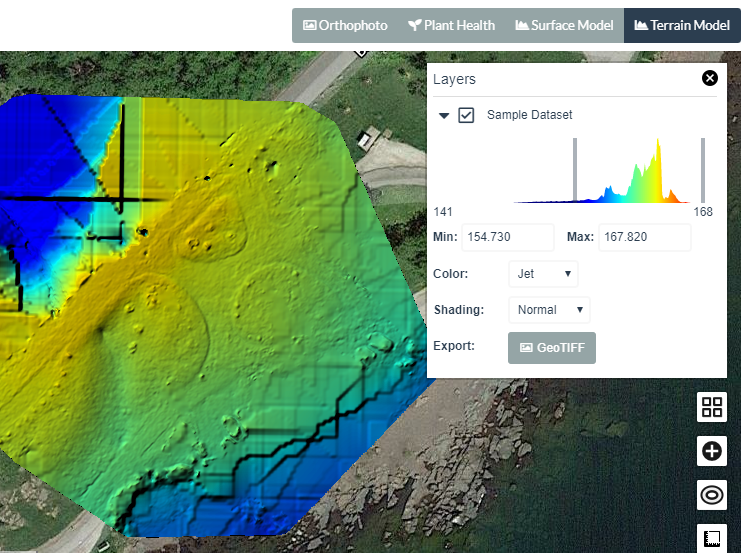 Orthophoto Plant Health Surface Model Terrain Model
Layers
Sample Dataset
141 168
Min: 154.730 Max: 167.820
Color: Jet
Shading: Normal
Export: GeoTIFF